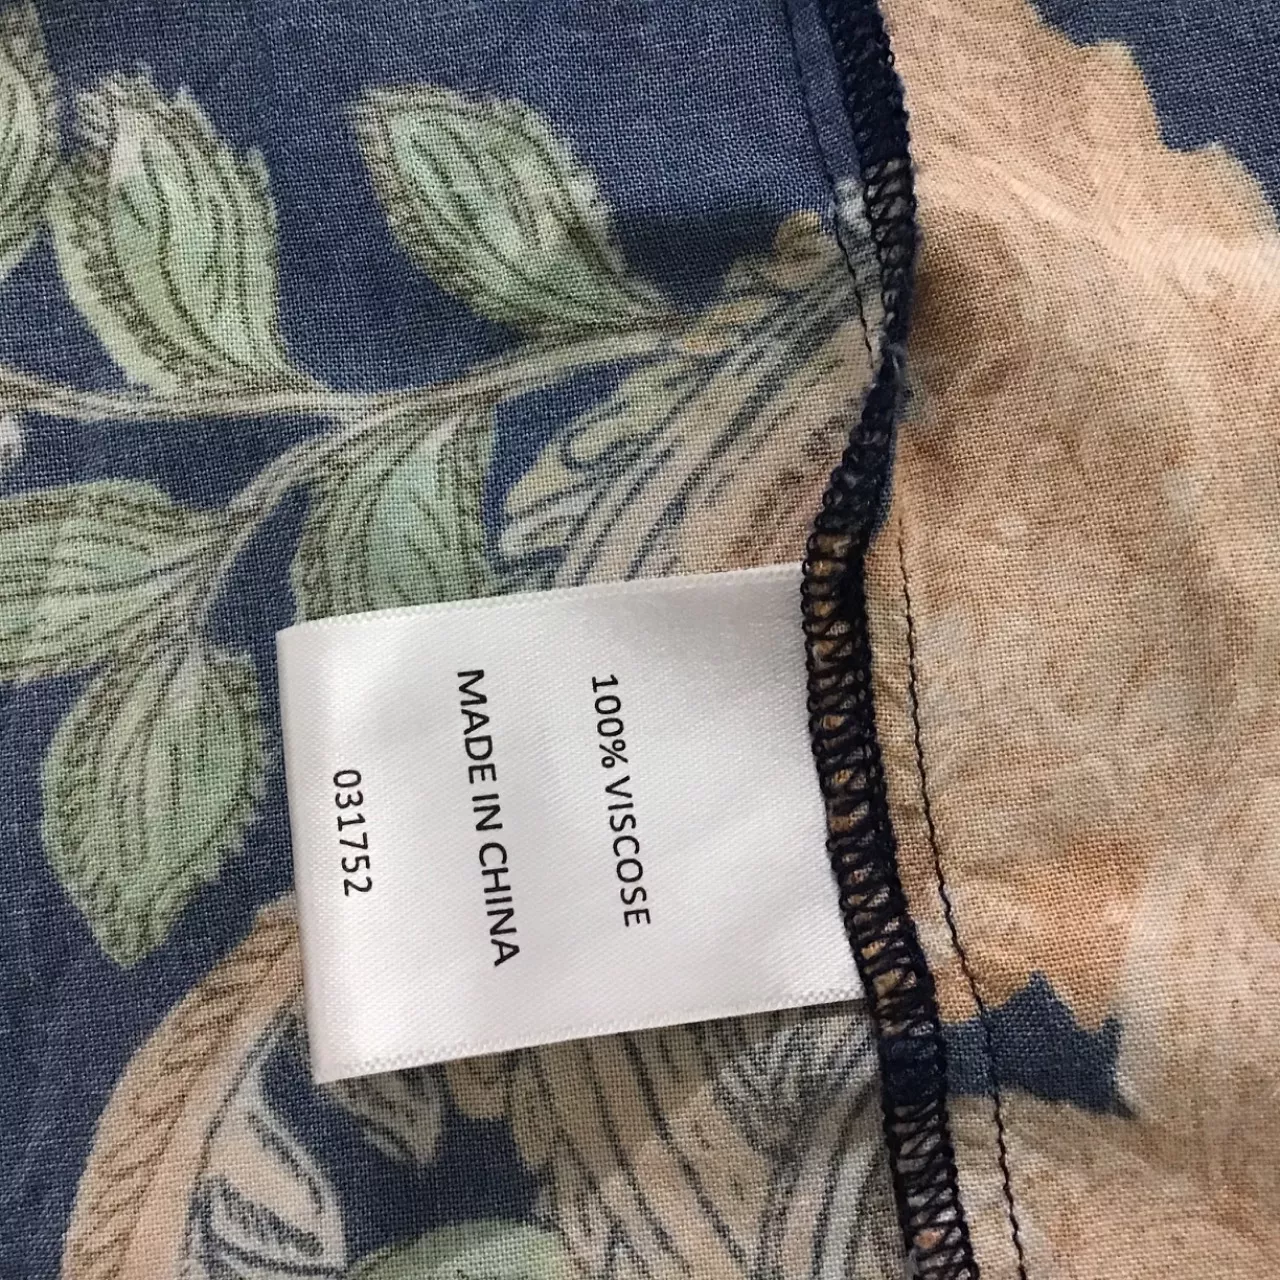 100% VISCOSE
MADE IN CHINA
031752